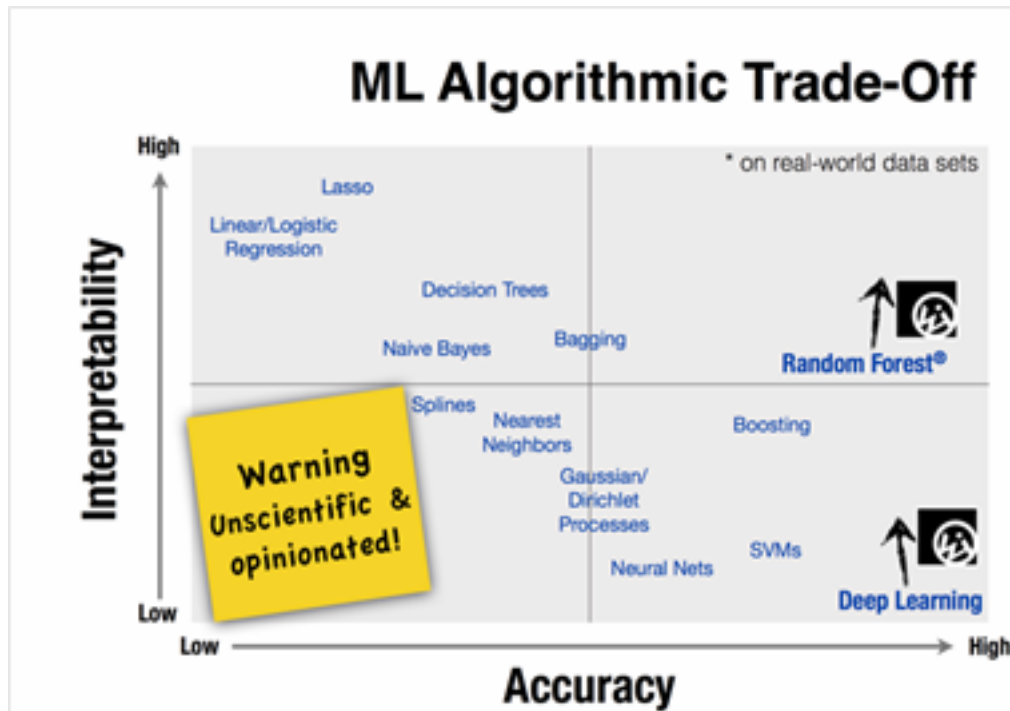 ML Algorithmic Trade-Off
High
* on real-world data sets
Lasso
Linear/Logistic
Regression
Decision Trees
Naive Bayes
Bagging
Random Forest®
Interpretability
Splines
Nearest
Neighbors
Boosting
Warning
Unscientific &
opinionated!
Gaussian/
Dirichlet
Processes
SVMs
Neural Nets
Deep Learning
Low
Low
High
Accuracy